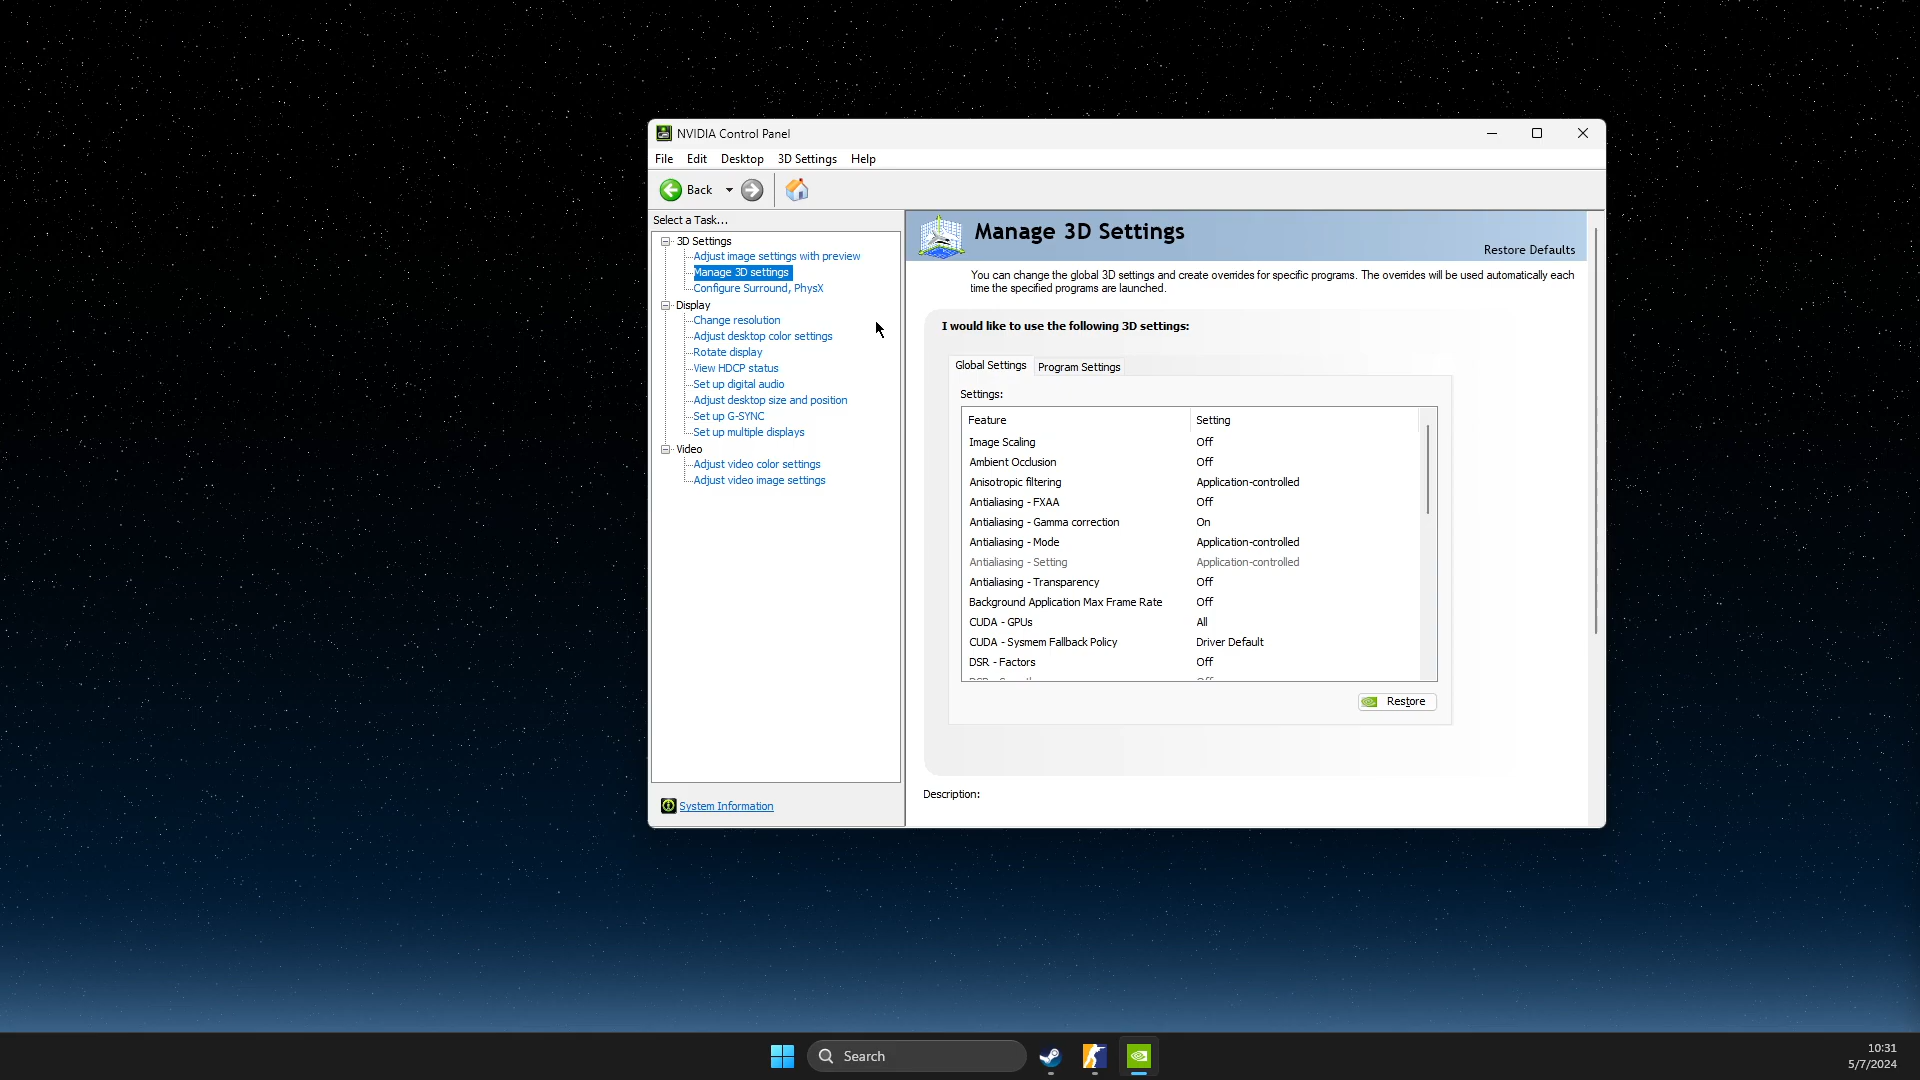 NVIDIA Control Panel
File Edit Desktop 3D Settings Help
Back
Select a Task...
3D Settings
Adjust image settings with preview
Manage 3D settings
Configure Surround, PhysX
Display
Change resolution
Adjust desktop color settings
Rotate display
View HDCP status
Set up digital audio
Adjust desktop size and position
Set up G-SYNC
Set up multiple displays
Video
Adjust video color settings
Adjust video image settings
System Information
Manage 3D Settings
Restore Defaults
You can change the global 3D settings and create overrides for specific programs. The overrides will be used automatically each
time the specified programs are launched.
I would like to use the following 3D settings:
Global Settings Program Settings
Settings:
Feature Setting
Image Scaling Off
Ambient Occlusion Off
Anisotropic filtering Application-controlled
Antialiasing - FXAA Off
Antialiasing - Gamma correction On
Antialiasing - Mode Application-controlled
Antialiasing - Setting Application-controlled
Antialiasing - Transparency Off
Background Application Max Frame Rate Off
CUDA - GPUs All
CUDA - Sysmem Fallback Policy Driver Default
DSR - Factors Off
Restore
Description:
Search
10:31
5/7/2024